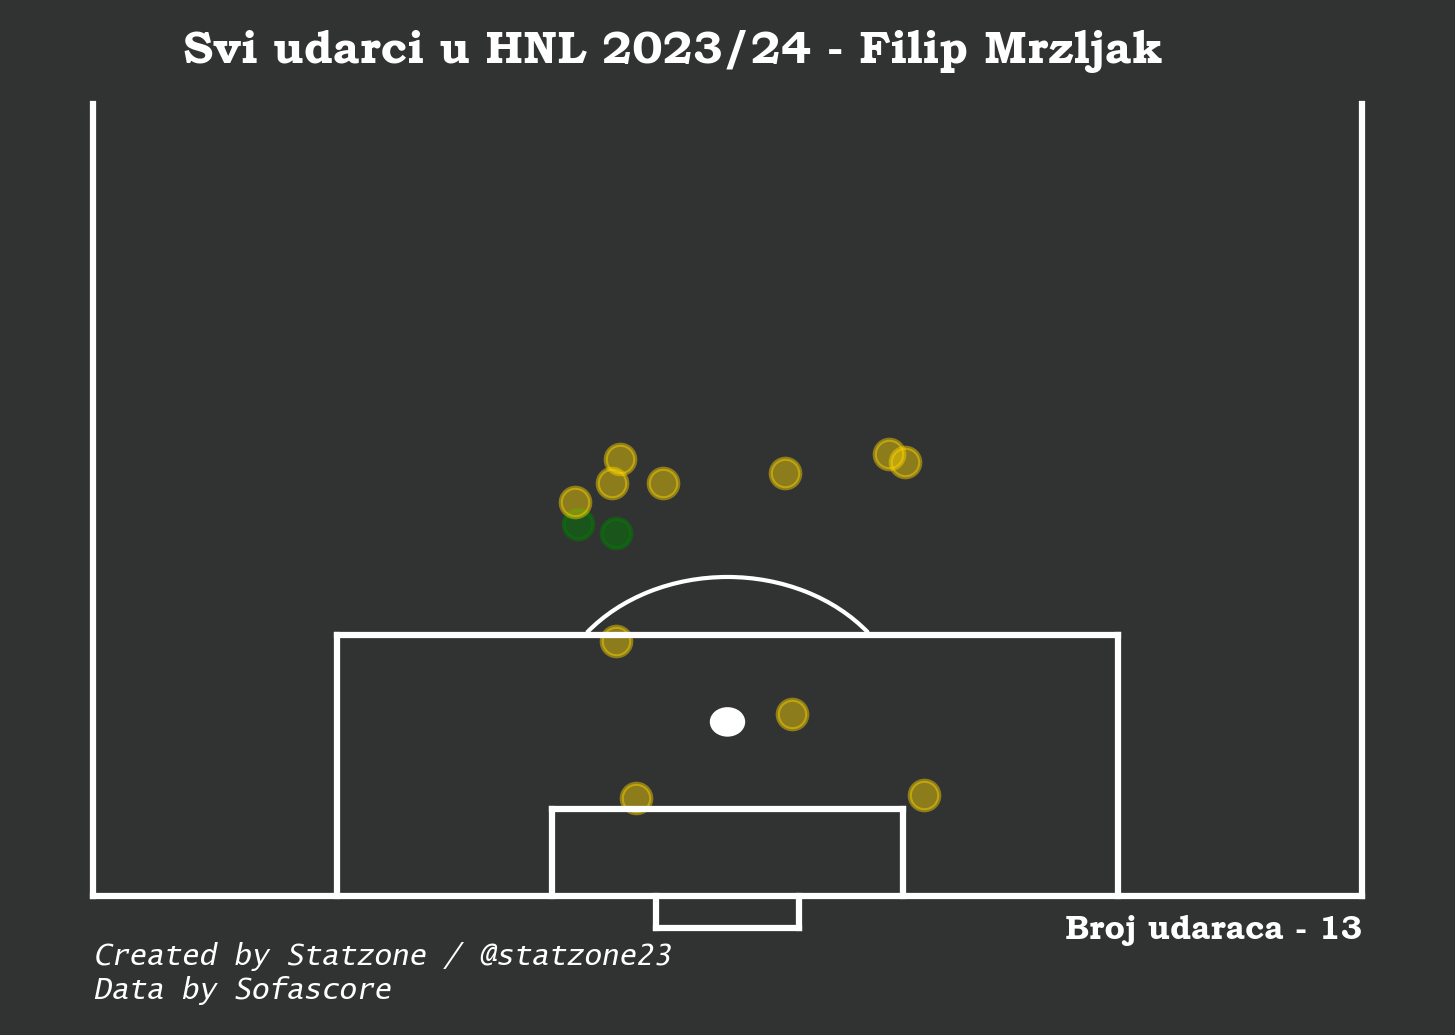 Svi udarci u HNL 2023/24 - Filip Mrzljak
Broj udaraca - 13
Created by Statzone / @statzone23
Data by Sofascore